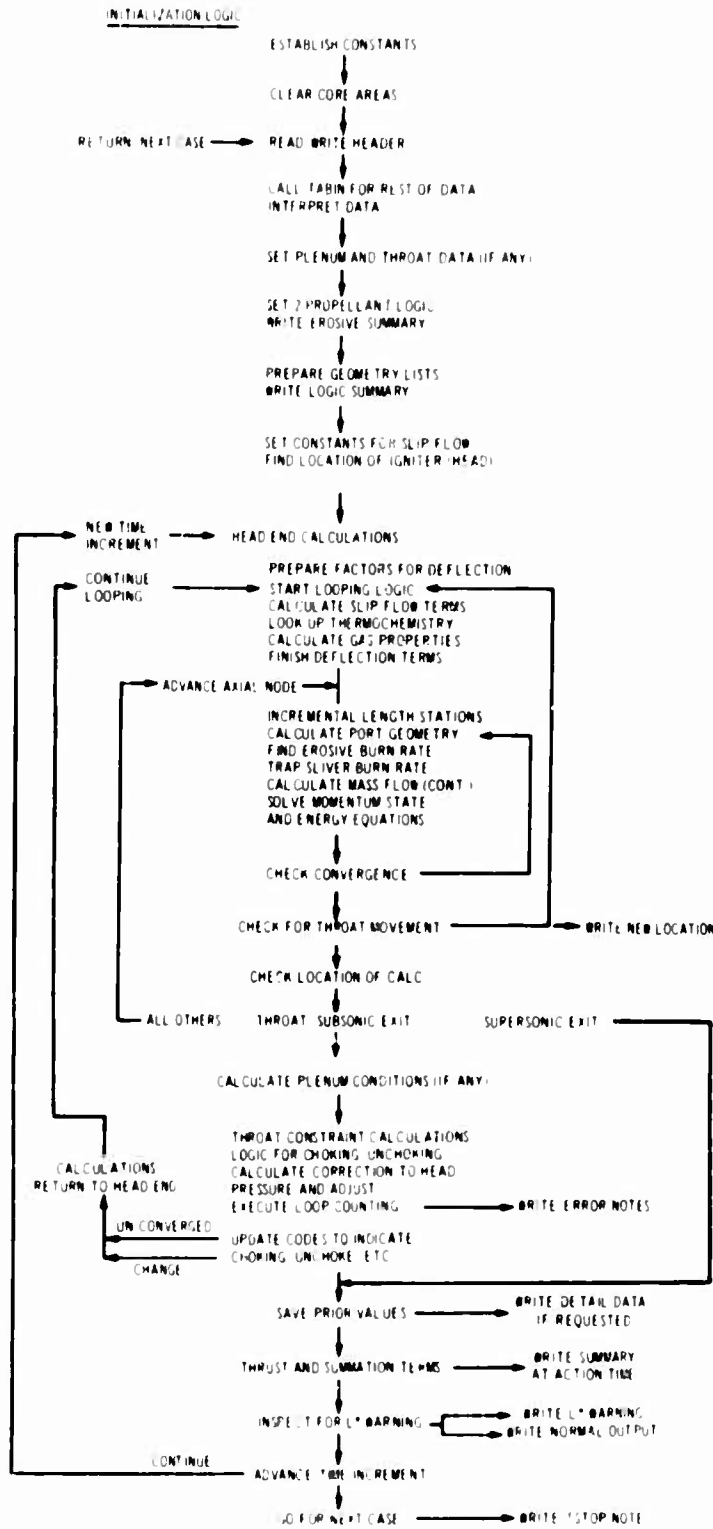 INITIALIZATION LOGIC
ESTABLISH CONSTANTS
CLEAR CORE AREAS
RETURN NEXT CASE
READ WRITE HEADER
CALL TABIN FOR REST OF DATA
INTERPRET DATA
SET PLENUM AND THROAT DATA (IF ANY)
SET 2 PROPELLANT LOGIC
WRITE EROSIVE SUMMARY
PREPARE GEOMETRY LISTS
WRITE LOGIC SUMMARY
SET CONSTANTS FOR SLIP FLOW
FIND LOCATION OF IGNITER (HEAD)
NEW TIME
INCREMENT
HEAD END CALCULATIONS
PREPARE FACTORS FOR DEFLECTION
CONTINUE
LOOPING
START LOOPING LOGIC
CALCULATE SLIP FLOW TERMS
LOOK UP THERMOCHEMISTRY
CALCULATE GAS PROPERTIES
FINISH DEFLECTION TERMS
ADVANCE AXIAL NODE
INCREMENTAL LENGTH STATIONS
CALCULATE PORT GEOMETRY
FIND EROSIVE BURN RATE
TRAP SLIVER BURN RATE
CALCULATE MASS FLOW (CONT.)
SOLVE MOMENTUM STATE
AND ENERGY EQUATIONS
CHECK CONVERGENCE
CHECK FOR THROAT MOVEMENT
WRITE NEW LOCATION
CHECK LOCATION OF CALC
ALL OTHERS
THROAT SUBSONIC EXIT
SUPERSONIC EXIT
CALCULATE PLENUM CONDITIONS (IF ANY)
THROAT CONSTRAINT CALCULATIONS
LOGIC FOR CHOKING UNCHOKING
CALCULATE CORRECTION TO HEAD
PRESSURE AND ADJUST
EXECUTE LOOP COUNTING
WRITE ERROR NOTES
CALCULATIONS
RETURN TO HEAD END
UN CONVERGED
UPDATE CODES TO INDICATE
CHOKING UNCHOKE ETC
CHANGE
SAVE PRIOR VALUES
WRITE DETAIL DATA
IF REQUESTED
THRUST AND SUMMATION TERMS
WRITE SUMMARY
AT ACTION TIME
INSPECT FOR L* WARNING
WRITE L* WARNING
WRITE NORMAL OUTPUT
CONTINUE
ADVANCE TIME INCREMENT
GO FOR NEXT CASE
WRITE *STOP NOTE